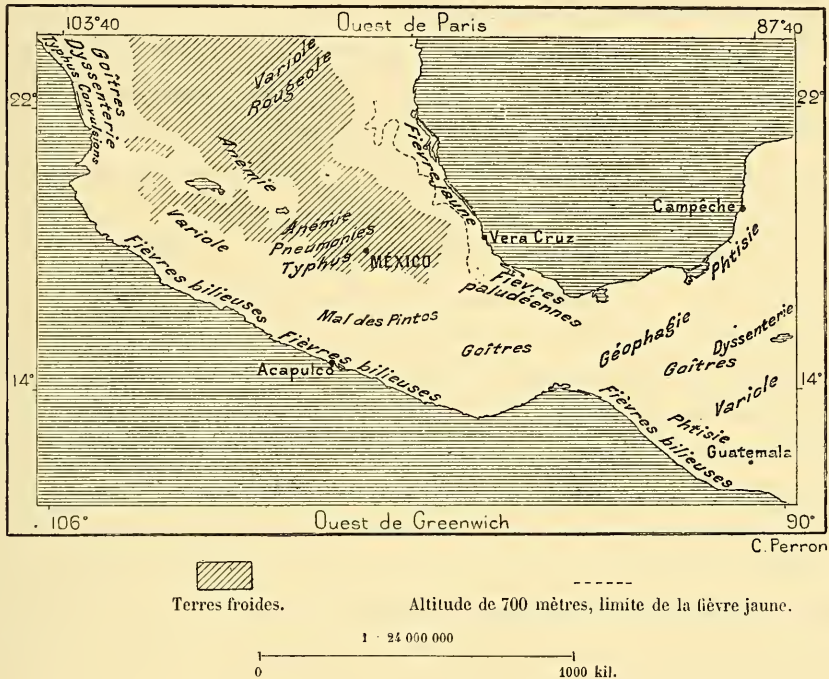 103°40
Ouest de Paris
87°40
Goîtres
Dyssenterie
Typhus Convulsions
Variole
Rougeole
22°
22°
Fièvre jaune
Anémie
Campêche
Variole
Anémie
Pneumonies
Typhus
MEXICO
Vera Cruz
Phtisie
Fièvres bilieuses
Fièvres
paludéennes
Mal des Pintos
Goîtres
Géophagie
Dyssenterie
Goîtres
Acapulco
Fièvres bilieuses
14°
14°
Variole
Fièvres bilieuses
Phtisie
Guatemala
106°
Ouest de Greenwich
90°
C. Perron
Terres froides.
Altitude de 700 mètres, limite de la fièvre jaune.
1 : 24 000 000
0
1000 kil.